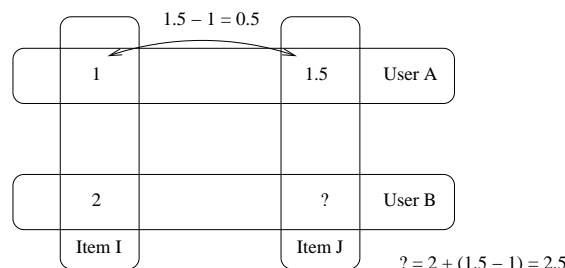 1.5 − 1 = 0.5
1 1.5 User A
2 ? User B
Item I Item J
? = 2 + (1.5 − 1) = 2.5